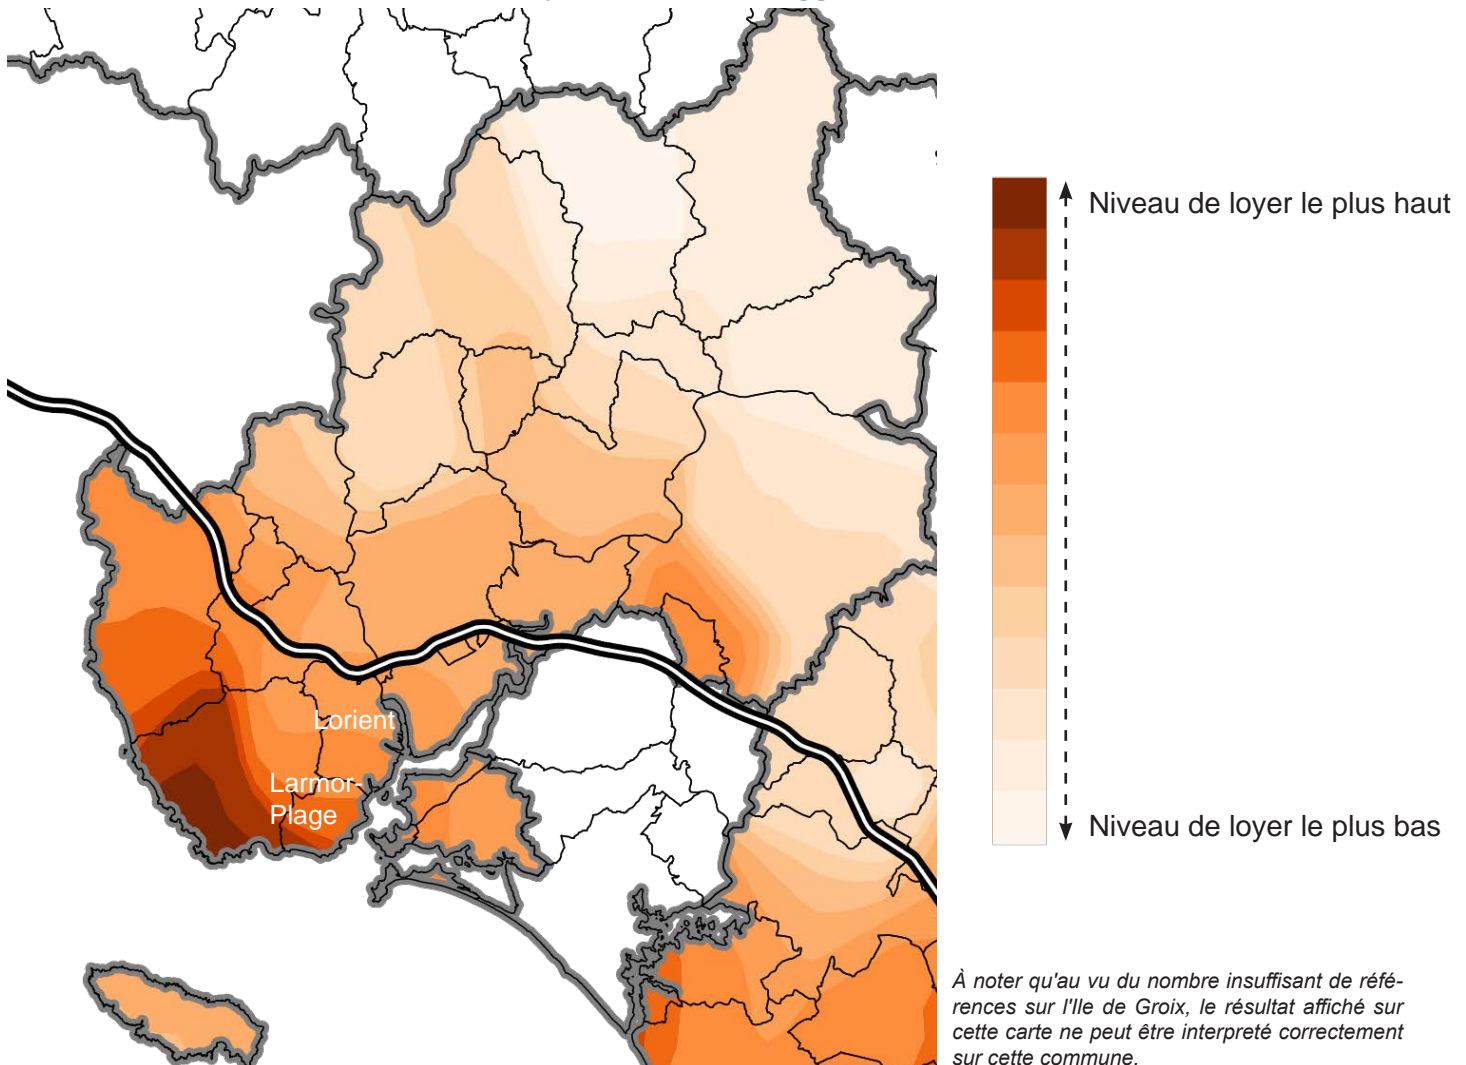 Niveau de loyer le plus haut
Lorient
Larmor-
Plage
Niveau de loyer le plus bas
À noter qu'au vu du nombre insuffisant de réfé-
rences sur l'Ile de Groix, le résultat affiché sur
cette carte ne peut être interpreté correctement
sur cette commune.